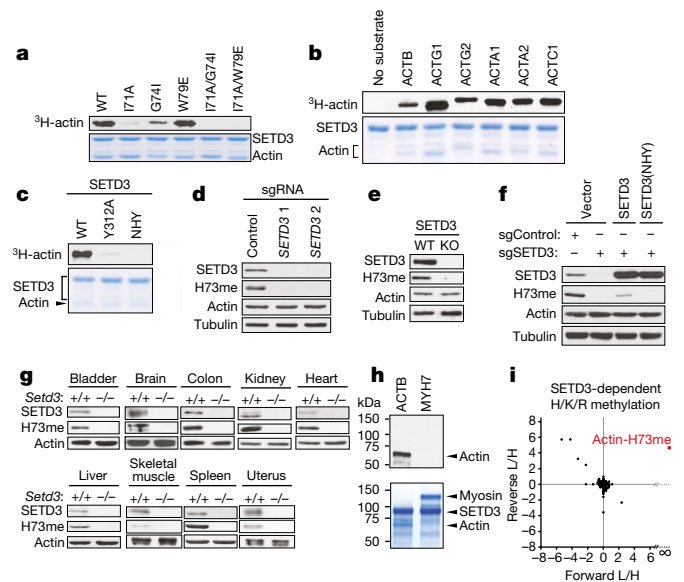 a
WT
I71A
G74I
W79E
I71A/G74I
I71A/W79E
³H-actin
SETD3
Actin
b
No substrate
ACTB
ACTG1
ACTG2
ACTA1
ACTA2
ACTC1
³H-actin
SETD3
Actin
c
SETD3
WT
Y312A
NHY
³H-actin
SETD3
Actin
d
sgRNA
Control
SETD3 1
SETD3 2
SETD3
H73me
Actin
Tubulin
e
SETD3
WT KO
SETD3
H73me
Actin
Tubulin
f
Vector
SETD3
SETD3(NHY)
sgControl: + – – –
sgSETD3: – + + +
SETD3
H73me
Actin
Tubulin
g
Bladder Brain Colon Kidney Heart
Setd3: +/+ –/– +/+ –/– +/+ –/– +/+ –/– +/+ –/–
SETD3
H73me
Actin
Liver Skeletal muscle Spleen Uterus
Setd3: +/+ –/– +/+ –/– +/+ –/– +/+ –/–
SETD3
H73me
Actin
h
kDa
ACTB
MYH7
150
100
75
50
Actin
150
100
75
50
Myosin
SETD3
Actin
i
SETD3-dependent
H/K/R methylation
Actin-H73me
Reverse L/H
8
6
4
2
0
−2
−4
−6
−8
−8 −6 −4 −2 0 2 4 6 ∞
Forward L/H